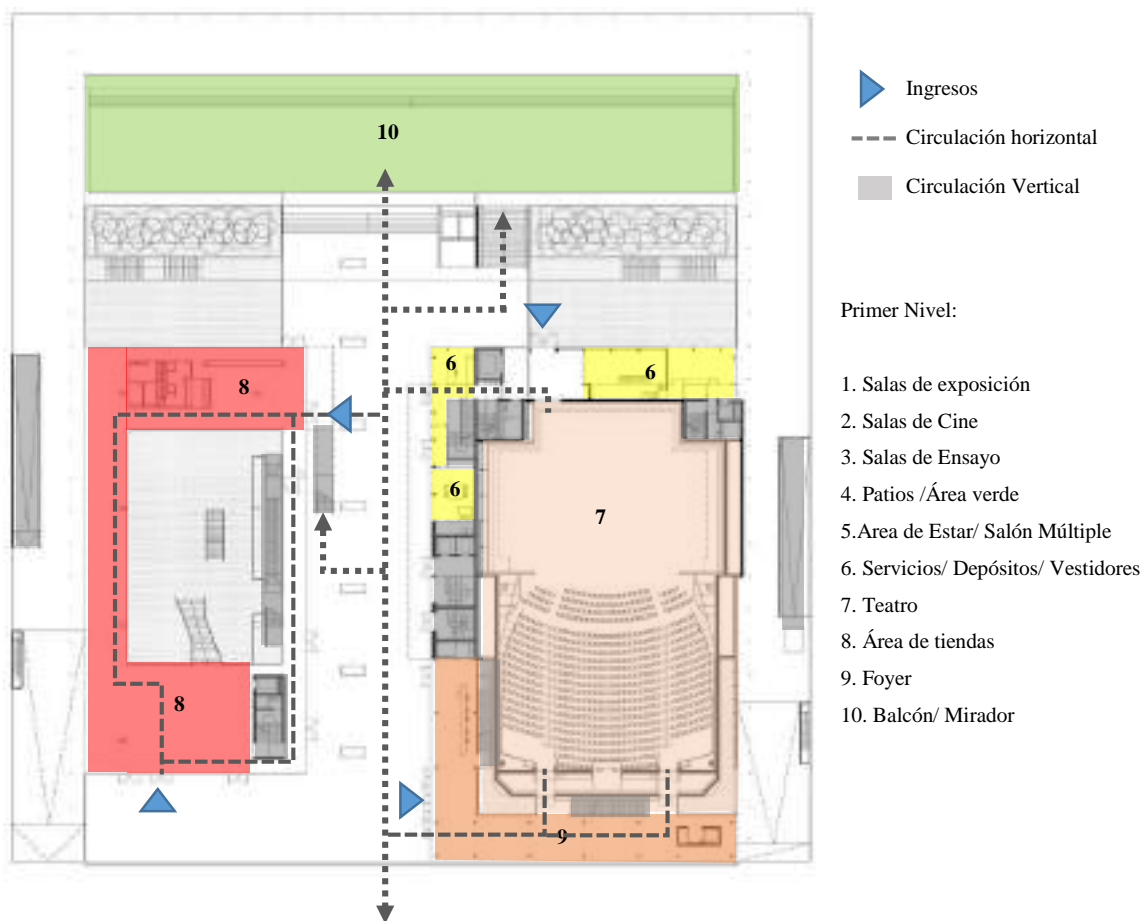 10
6
6
8
6
7
8
9
Ingresos
Circulación horizontal
Circulación Vertical
Primer Nivel:
1. Salas de exposición
2. Salas de Cine
3. Salas de Ensayo
4. Patios /Área verde
5.Area de Estar/ Salón Múltiple
6. Servicios/ Depósitos/ Vestidores
7. Teatro
8. Área de tiendas
9. Foyer
10. Balcón/ Mirador